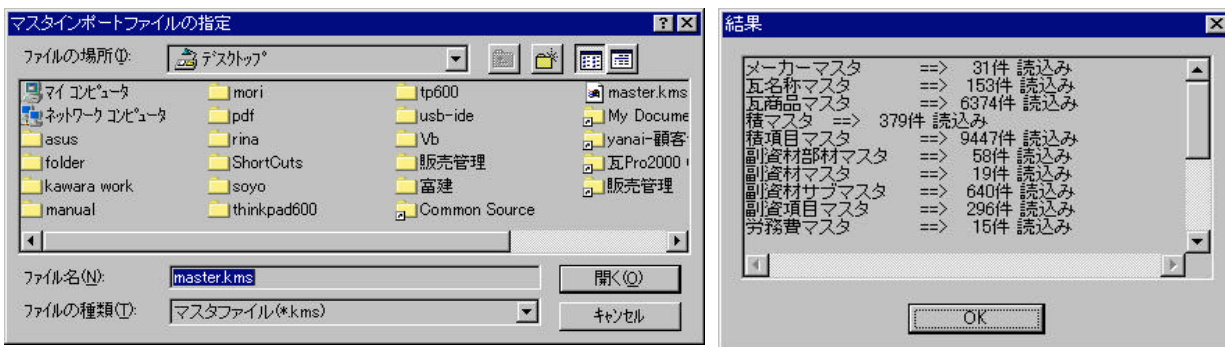 マスタインポートファイルの指定
ファイルの場所(I):
デスクトップ
マイ コンピュータ
ネットワーク コンピュータ
asus
folder
kawara work
manual
mori
pdf
rina
ShortCuts
soyo
thinkpad600
tp600
usb-ide
Vb
販売管理
富建
Common Source
master.kms
My Docume
yanai-顧客
瓦Pro2000
販売管理
ファイル名(N):
master.kms
開く(O)
ファイルの種類(T):
マスタファイル(*.kms)
キャンセル
結果
メーカーマスタ ==> 31件 読込み
瓦名称マスタ ==> 153件 読込み
瓦商品マスタ ==> 6374件 読込み
積マスタ ==> 379件 読込み
積項目マスタ ==> 9447件 読込み
副資材部材マスタ ==> 58件 読込み
副資材マスタ ==> 19件 読込み
副資材サブマスタ ==> 640件 読込み
副資項目マスタ ==> 296件 読込み
労務費マスタ ==> 15件 読込み
OK